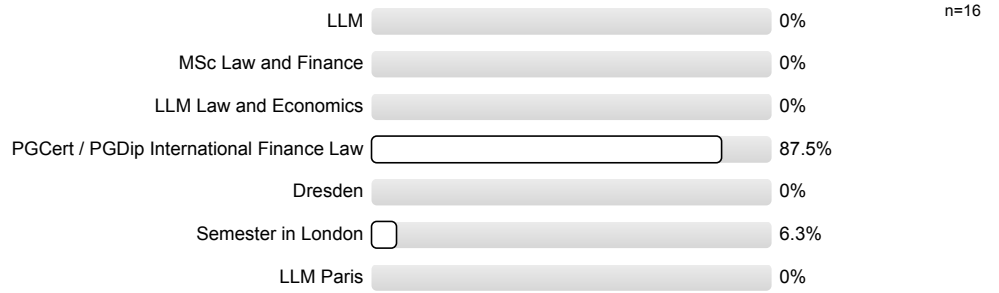 LLM 0% n=16
MSc Law and Finance 0%
LLM Law and Economics 0%
PGCert / PGDip International Finance Law 87.5%
Dresden 0%
Semester in London 6.3%
LLM Paris 0%